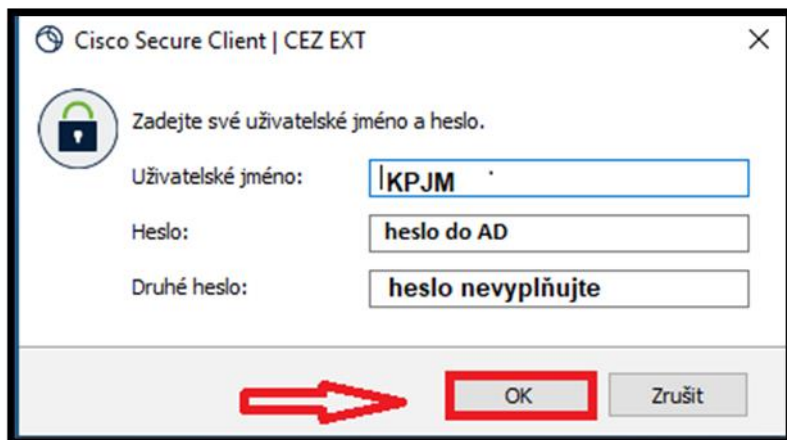 Cisco Secure Client | CEZ EXT
Zadejte své uživatelské jméno a heslo.
Uživatelské jméno: KPJM
Heslo: heslo do AD
Druhé heslo: heslo nevyplňujte
OK Zrušit